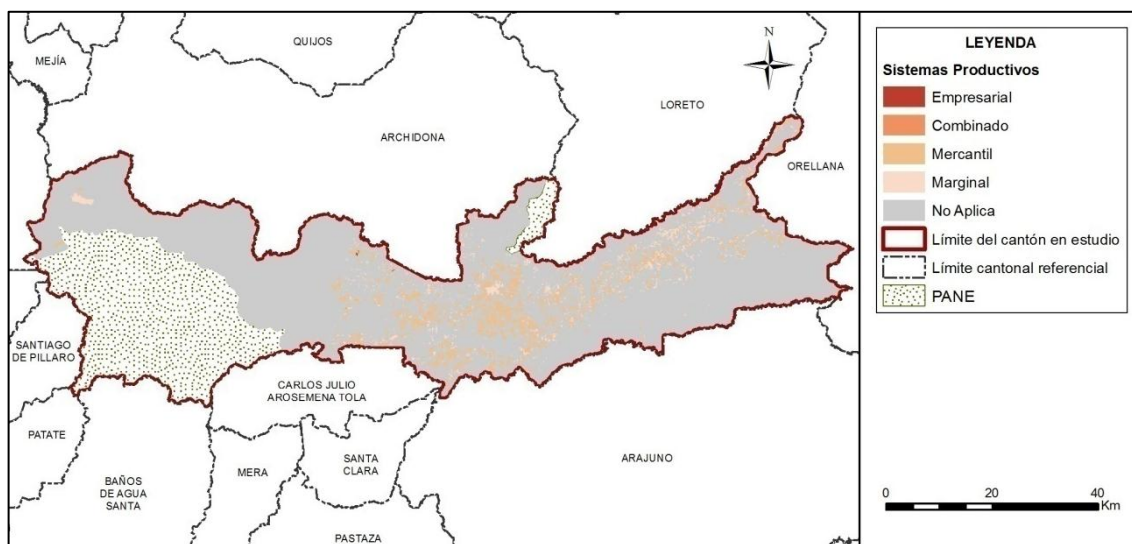 QUIJOS
MEJÍA
N
LORETO
ARCHIDONA
ORELLANA
SANTIAGO
DE PILLARO
CARLOS JULIO
AROSEMENA TOLA
PATATE
SANTA
CLARA
ARAJUNO
MERA
BAÑOS
DE AGUA
SANTA
PASTAZA
LEYENDA
Sistemas Productivos
Empresarial
Combinado
Mercantil
Marginal
No Aplica
Límite del cantón en estudio
Límite cantonal referencial
PANE
0 20 40
Km